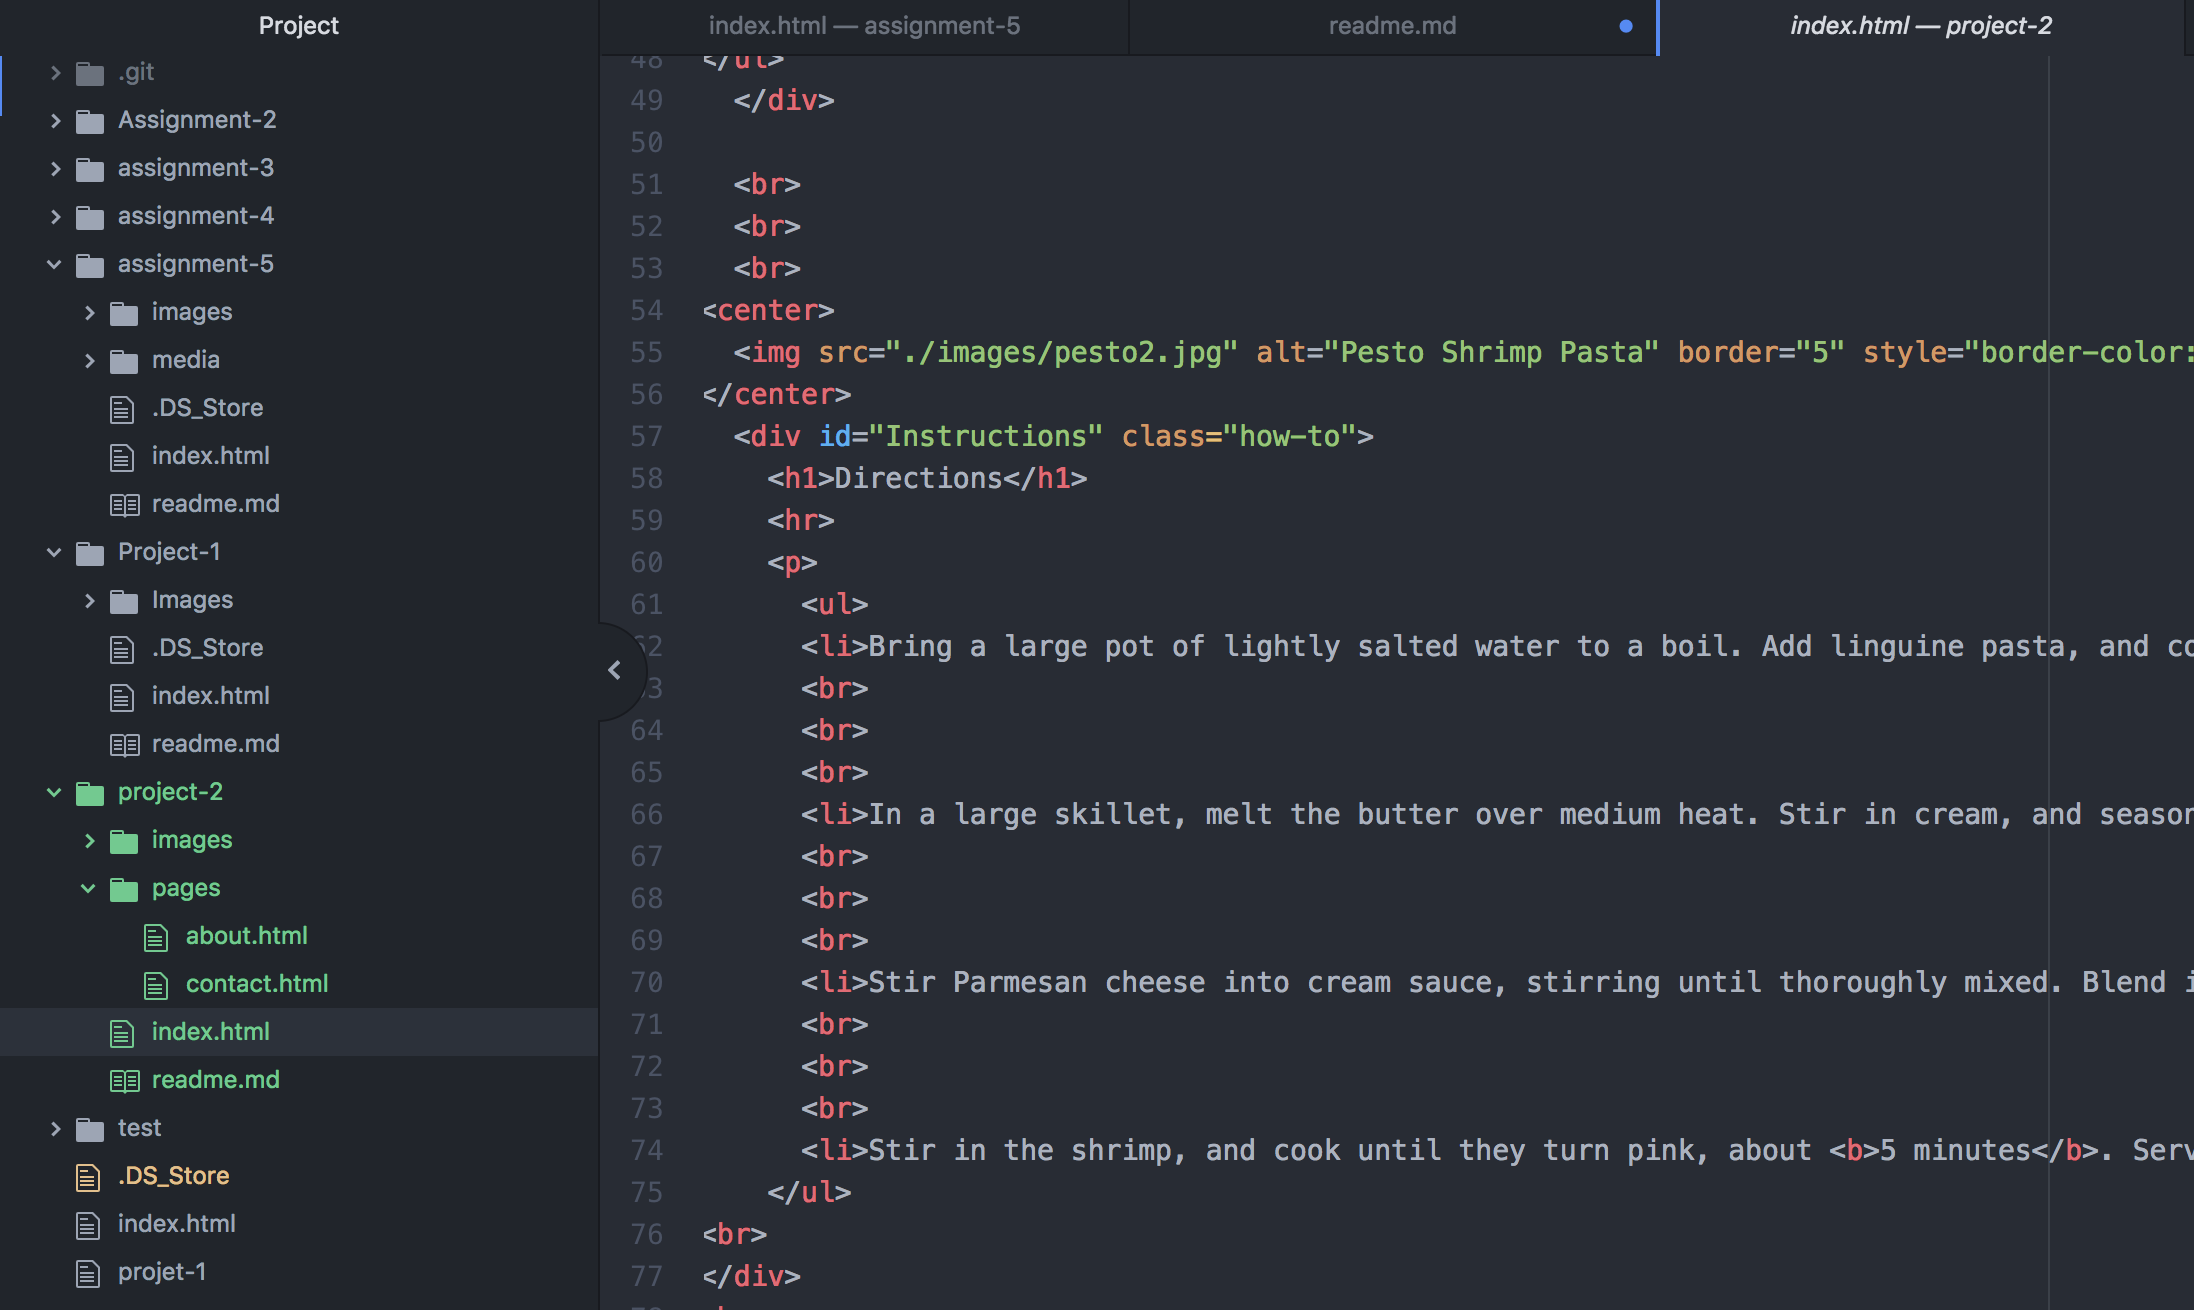 Project
.git
Assignment-2
assignment-3
assignment-4
assignment-5
images
media
.DS_Store
index.html
readme.md
Project-1
Images
.DS_Store
index.html
readme.md
project-2
images
pages
about.html
contact.html
index.html
readme.md
test
.DS_Store
index.html
projet-1
index.html — assignment-5
readme.md
index.html — project-2
48 </ul>
49 </div>
50
51 <br>
52 <br>
53 <br>
54 <center>
55 <img src="./images/pesto2.jpg" alt="Pesto Shrimp Pasta" border="5" style="border-color:
56 </center>
57 <div id="Instructions" class="how-to">
58 <h1>Directions</h1>
59 <hr>
60 <p>
61 <ul>
62 <li>Bring a large pot of lightly salted water to a boil. Add linguine pasta, and co
3 <br>
64 <br>
65 <br>
66 <li>In a large skillet, melt the butter over medium heat. Stir in cream, and season
67 <br>
68 <br>
69 <br>
70 <li>Stir Parmesan cheese into cream sauce, stirring until thoroughly mixed. Blend i
71 <br>
72 <br>
73 <br>
74 <li>Stir in the shrimp, and cook until they turn pink, about <b>5 minutes</b>. Serv
75 </ul>
76 <br>
77 </div>